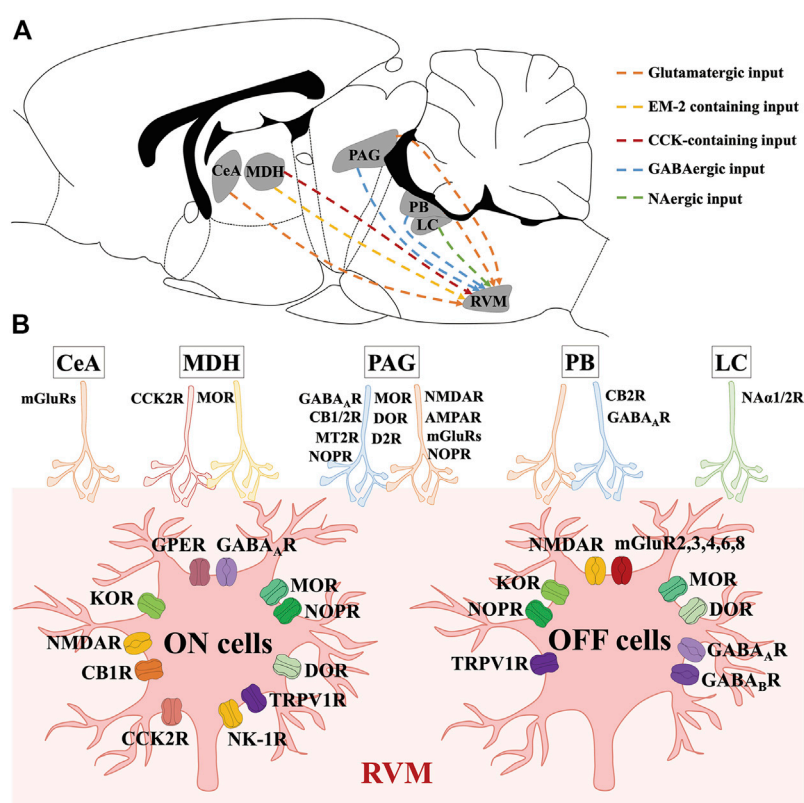 A
Glutamatergic input
EM-2 containing input
CCK-containing input
GABAergic input
NAergic input
CeA
MDH
PAG
PB
LC
RVM
B
CeA
MDH
PAG
PB
LC
mGluRs
CCK2R
MOR
GABAAR
CB1/2R
MT2R
NOPR
MOR
DOR
D2R
NMDAR
AMPAR
mGluRs
NOPR
CB2R
GABAAR
NAα1/2R
GPER
GABAAR
KOR
MOR
NOPR
NMDAR
ON cells
CB1R
DOR
TRPV1R
CCK2R
NK-1R
NMDAR
mGluR2,3,4,6,8
KOR
MOR
NOPR
DOR
OFF cells
TRPV1R
GABAAR
GABABR
RVM